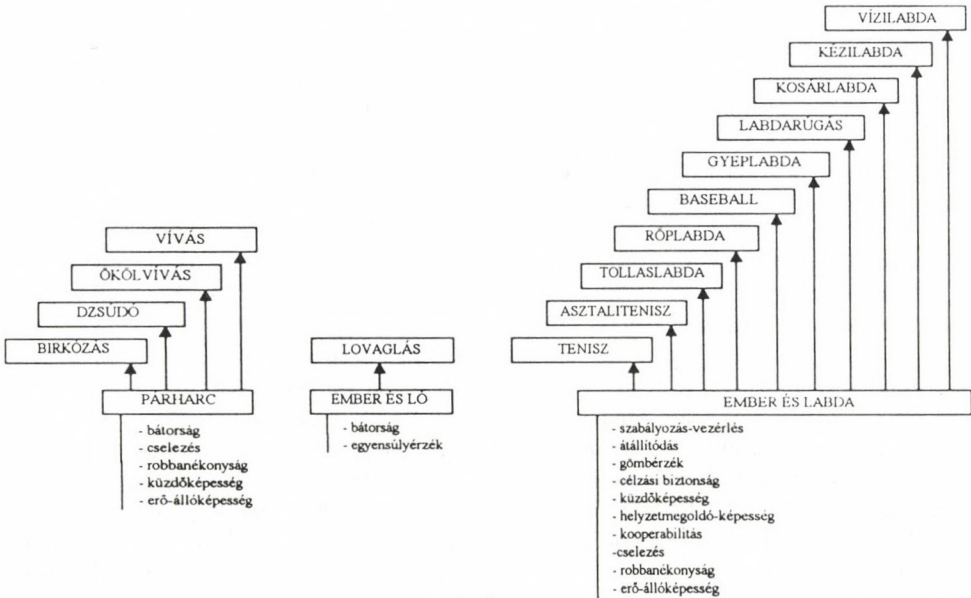 VÍZILABDA
KÉZILABDA
KOSÁRLABDA
LABDARÚGÁS
GYEPLABDA
BASEBALL
RÖPLABDA
TOLLASLABDA
ASZTALITENISZ
TENISZ
VÍVÁS
ÖKÖLVÍVÁS
DZSÚDÓ
BIRKÓZÁS
LOVAGLÁS
PÁRHARC
- bátorság
- cselezés
- robbanékonyság
- küzdőképesség
- erő-állóképesség
EMBER ÉS LÓ
- bátorság
- egyensúlyérzék
EMBER ÉS LABDA
- szabályozás-vezérlés
- átállítódás
- gömbérzék
- célzási biztonság
- küzdőképesség
- helyzetmegoldó-képesség
- kooperabilitás
-cselezés
- robbanékonyság
- erő-állóképesség